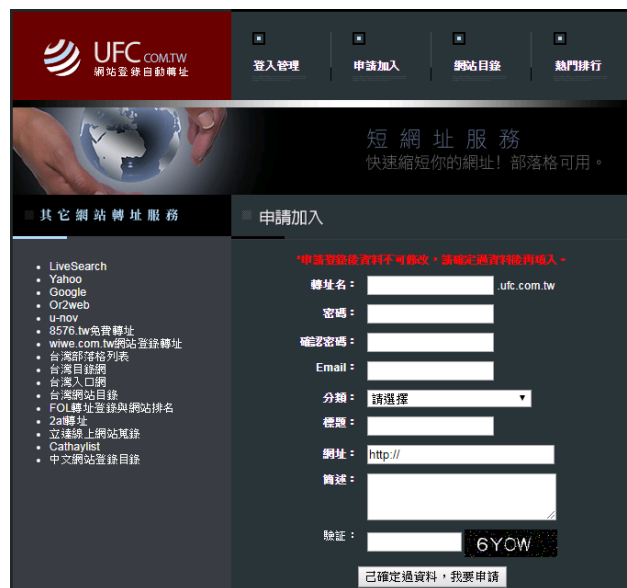 UFC.COM.TW
網站登錄自動轉址
登入管理
申請加入
網站目錄
熱門排行
短網址服務
快速縮短你的網址! 部落格可用。
其它網站轉址服務
申請加入
LiveSearch
Yahoo
Google
Or2web
u-nov
8576.tw免費轉址
wiwe.com.tw網站登錄轉址
台灣部落格列表
台灣目錄網
台灣入口網
台灣網站目錄
FOL轉址登錄與網站排名
2at轉址
立達線上網站蒐錄
Cathaylist
中文網站登錄目錄
*申請登錄後資料不可修改,請確定過資料後再填入。
轉址名:
.ufc.com.tw
密碼:
確認密碼:
Email:
分類:
請選擇
標題:
網址:
http://
簡述:
驗証:
6YOW
己確定過資料,我要申請